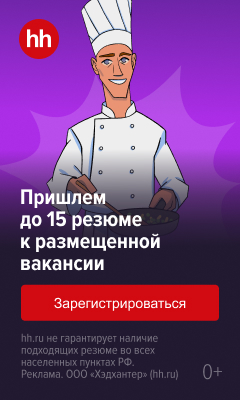 hh
Пришлем
до 15 резюме
к размещенной
вакансии
Зарегистрироваться
hh.ru не гарантирует наличие
подходящих резюме во всех
населенных пунктах РФ.
Реклама. ООО «Хэдхантер» (hh.ru)
0+